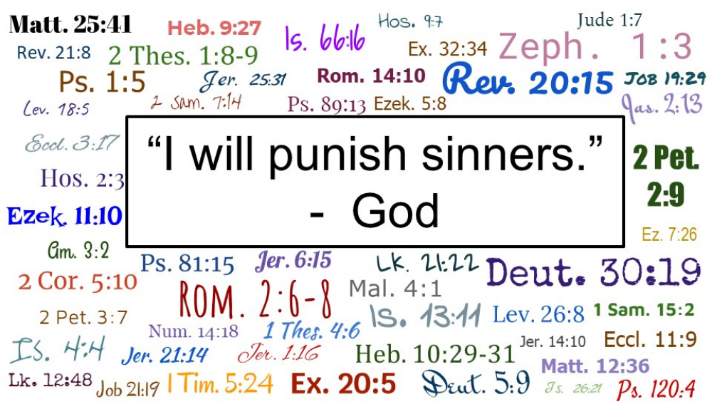 Matt. 25:41 Heb. 9:27 Is. 66:16 Hos. 9:7 Jude 1:7
Rev. 21:8 2 Thes. 1:8-9 Ex. 32:34 Zeph. 1:3
Ps. 1:5 Jer. 25:31 Rom. 14:10 Rev. 20:15 Job 19:29
Lev. 18:5 2 Sam. 7:14 Ps. 89:13 Ezek. 5:8 Jas. 2:13
Eccl. 3:17
“I will punish sinners.”
- God
2 Pet.
2:9
Hos. 2:3
Ezek. 11:10
Ez. 7:26
Am. 3:2 Ps. 81:15 Jer. 6:15 Lk. 21:22 Deut. 30:19
2 Cor. 5:10 ROM. 2:6-8 Mal. 4:1
2 Pet. 3:7 Is. 13:11 Lev. 26:8 1 Sam. 15:2
Num. 14:18 1 Thes. 4:6 Jer. 14:10 Eccl. 11:9
Is. 4:4 Jer. 21:14 Jer. 1:16 Heb. 10:29-31 Matt. 12:36
Lk. 12:48 Job 21:19 1 Tim. 5:24 Ex. 20:5 Deut. 5:9 Is. 26:21 Ps. 120:4